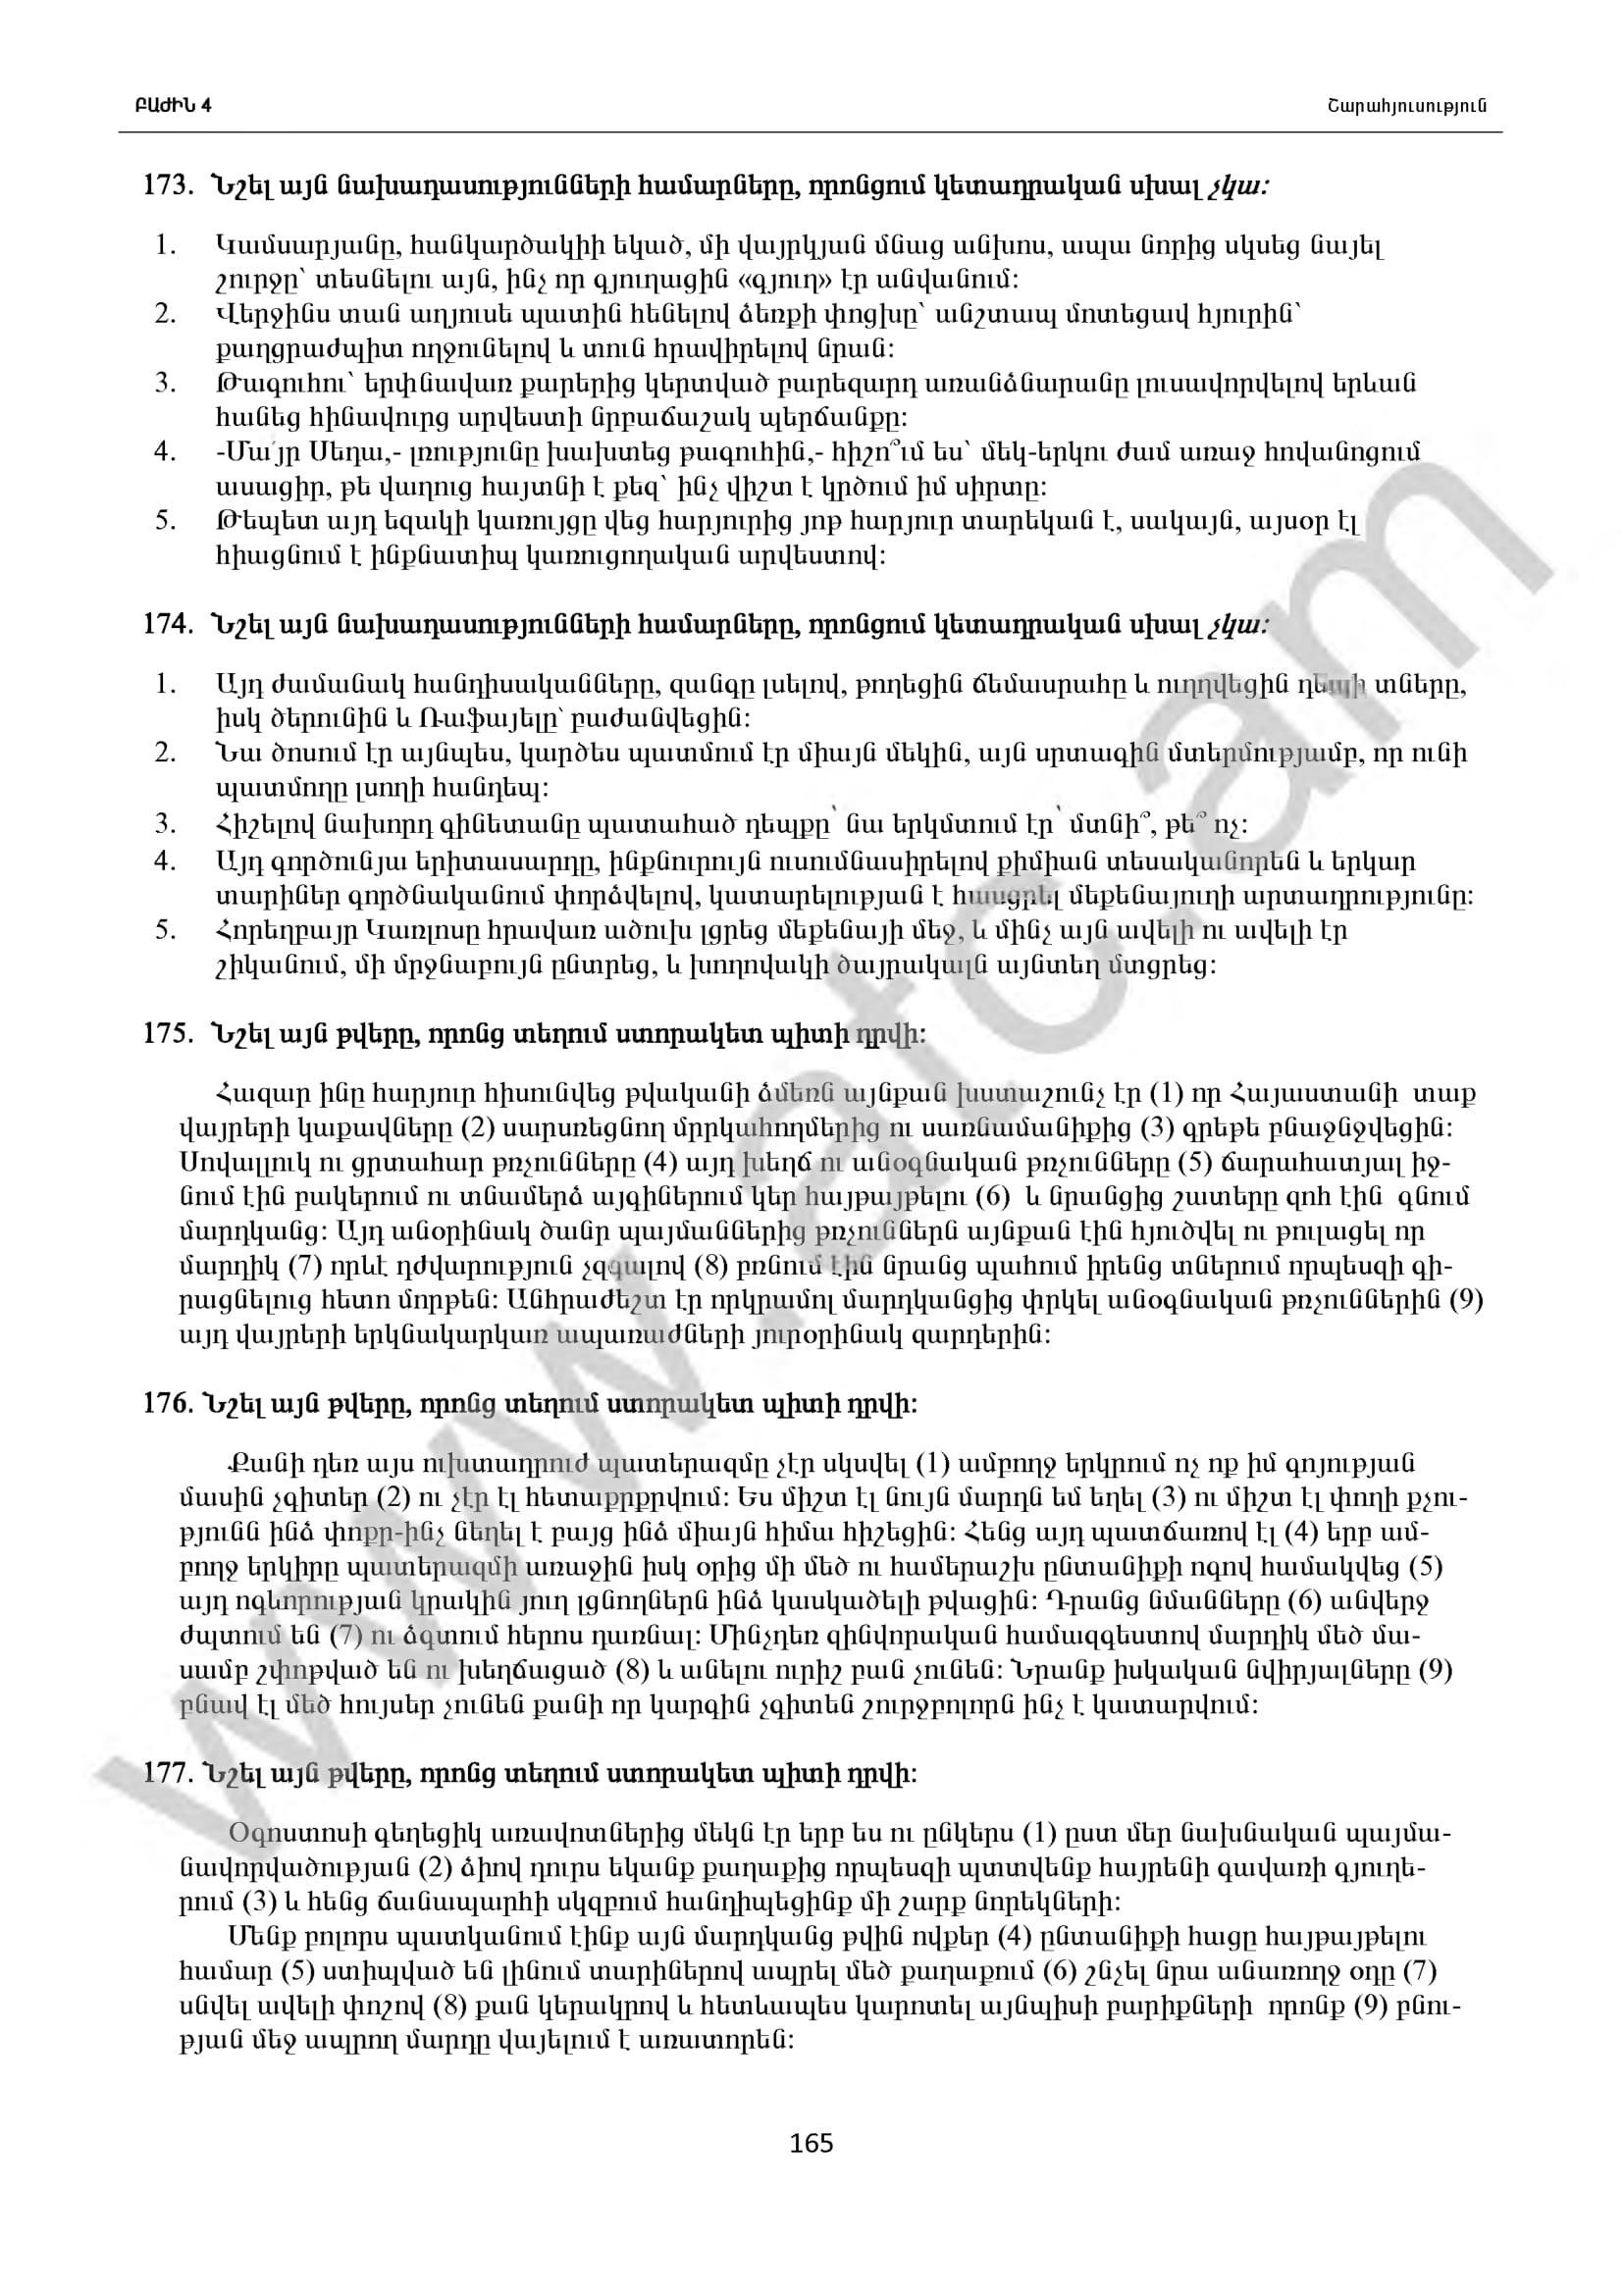 ԲԱԺԻՆ 4 Շարահյուսություն
173. Նշել այն նախադասությունների համարները, որոնցում կետադրական սխալ չկա:
1. Կամսարյանը, հանկարծակիի եկած, մի վայրկյան մնաց անխոս, ապա նորից սկսեց նայել
շուրջը՝ տեսնելու այն, ինչ որ գյուղացին «գյուղ» էր անվանում:
2. Վերջինս տան աղյուսե պատին հենելով ձեռքի փոցխը՝ անշտապ մոտեցավ հյուրին՝
քաղցրաժպիտ ողջունելով և տուն հրավիրելով նրան:
3. Թագուհու՝ երփնավառ քարերից կերտված բարեզարդ առանձնարանը լուսավորվելով երևան
հանեց հինավուրց արվեստի նրբաճաշակ պերճանքը:
4. -Մա՛յր Սեդա,- լռությունը խախտեց թագուհին,- հիշո՞ւմ ես՝ մեկ-երկու ժամ առաջ հովանոցում
ասացիր, թե վաղուց հայտնի է քեզ՝ ինչ վիշտ է կրծում իմ սիրտը:
5. Թեպետ այդ եզակի կառույցը վեց հարյուրից յոթ հարյուր տարեկան է, սակայն, այսօր էլ
հիացնում է ինքնատիպ կառուցողական արվեստով:
174. Նշել այն նախադասությունների համարները, որոնցում կետադրական սխալ չկա:
1. Այդ ժամանակ հանդիսականները, զանգը լսելով, թողեցին ճեմասրահը և ուղղվեցին դեպի տները,
իսկ ծերունին և Ռաֆայելը՝ բաժանվեցին:
2. Նա ծոսում էր այնպես, կարծես պատմում էր միայն մեկին, այն սրտագին մտերմությամբ, որ ունի
պատմողը լսողի հանդեպ:
3. Հիշելով նախորդ գինետանը պատահած դեպքը՝ նա երկմտում էր՝ մտնի՞, թե՞ ոչ:
4. Այդ գործունյա երիտասարդը, ինքնուրույն ուսումնասիրելով քիմիան տեսականորեն և երկար
տարիներ գործնականում փորձվելով, կատարելության է հասցրել մեքենայուղի արտադրությունը:
5. Հորեղբայր Կառլոսը հրավառ ածուխ լցրեց մեքենայի մեջ, և մինչ այն ավելի ու ավելի էր
շիկանում, մի մրջնաբույն ընտրեց, և խողովակի ծայրակալն այնտեղ մտցրեց:
175. Նշել այն թվերը, որոնց տեղում ստորակետ պիտի դրվի:
Հազար ինը հարյուր հիսունվեց թվականի ձմեռն այնքան խստաշունչ էր (1) որ Հայաստանի տաք
վայրերի կաքավները (2) սարսռեցնող մրրկահողմերից ու սառնամանիքից (3) գրեթե բնաջնջվեցին:
Սովալլուկ ու ցրտահար թռչունները (4) այդ խեղճ ու անօգնական թռչունները (5) ճարահատյալ իջ-
նում էին բակերում ու տնամերձ այգիներում կեր հայթայթելու (6) և նրանցից շատերը զոհ էին գնում
մարդկանց: Այդ անօրինակ ծանր պայմաններից թռչուններն այնքան էին հյուծվել ու թուլացել որ
մարդիկ (7) որևէ դժվարություն չզգալով (8) բռնում էին նրանց պահում իրենց տներում որպեսզի գի-
րացնելուց հետո մորթեն: Անհրաժեշտ էր որկրամոլ մարդկանցից փրկել անօգնական թռչուններին (9)
այդ վայրերի երկնակարկառ ապառաժների յուրօրինակ զարդերին:
176. Նշել այն թվերը, որոնց տեղում ստորակետ պիտի դրվի:
Քանի դեռ այս ուխտադրուժ պատերազմը չէր սկսվել (1) ամբողջ երկրում ոչ ոք իմ գոյության
մասին չգիտեր (2) ու չէր էլ հետաքրքրվում: Ես միշտ էլ նույն մարդն եմ եղել (3) ու միշտ էլ փողի քչու-
թյունն ինձ փոքր-ինչ նեղել է բայց ինձ միայն հիմա հիշեցին: Հենց այդ պատճառով էլ (4) երբ ամ-
բողջ երկիրը պատերազմի առաջին իսկ օրից մի մեծ ու համերաշխ ընտանիքի ոգով համակվեց (5)
այդ ոգևորության կրակին յուղ լցնողներն ինձ կասկածելի թվացին: Դրանց նմանները (6) անվերջ
ժպտում են (7) ու ձգտում հերոս դառնալ: Մինչդեռ զինվորական համազգեստով մարդիկ մեծ մա-
սամբ շփոթված են ու խեղճացած (8) և անելու ուրիշ բան չունեն: Նրանք իսկական նվիրյալները (9)
բնավ էլ մեծ հույսեր չունեն քանի որ կարգին չգիտեն շուրջբոլորն ինչ է կատարվում:
177. Նշել այն թվերը, որոնց տեղում ստորակետ պիտի դրվի:
Օգոստոսի գեղեցիկ առավոտներից մեկն էր երբ ես ու ընկերս (1) ըստ մեր նախնական պայմա-
նավորվածության (2) ձիով դուրս եկանք քաղաքից որպեսզի պտտվենք հայրենի գավառի գյուղե-
րում (3) և հենց ճանապարհի սկզբում հանդիպեցինք մի շարք նորեկների:
Մենք բոլորս պատկանում էինք այն մարդկանց թվին ովքեր (4) ընտանիքի հացը հայթայթելու
համար (5) ստիպված են լինում տարիներով ապրել մեծ քաղաքում (6) շնչել նրա անառողջ օդը (7)
սնվել ավելի փոշով (8) քան կերակրով և հետևապես կարոտել այնպիսի բարիքների որոնք (9) բնու-
թյան մեջ ապրող մարդը վայելում է առատորեն:
165
www.atc.am